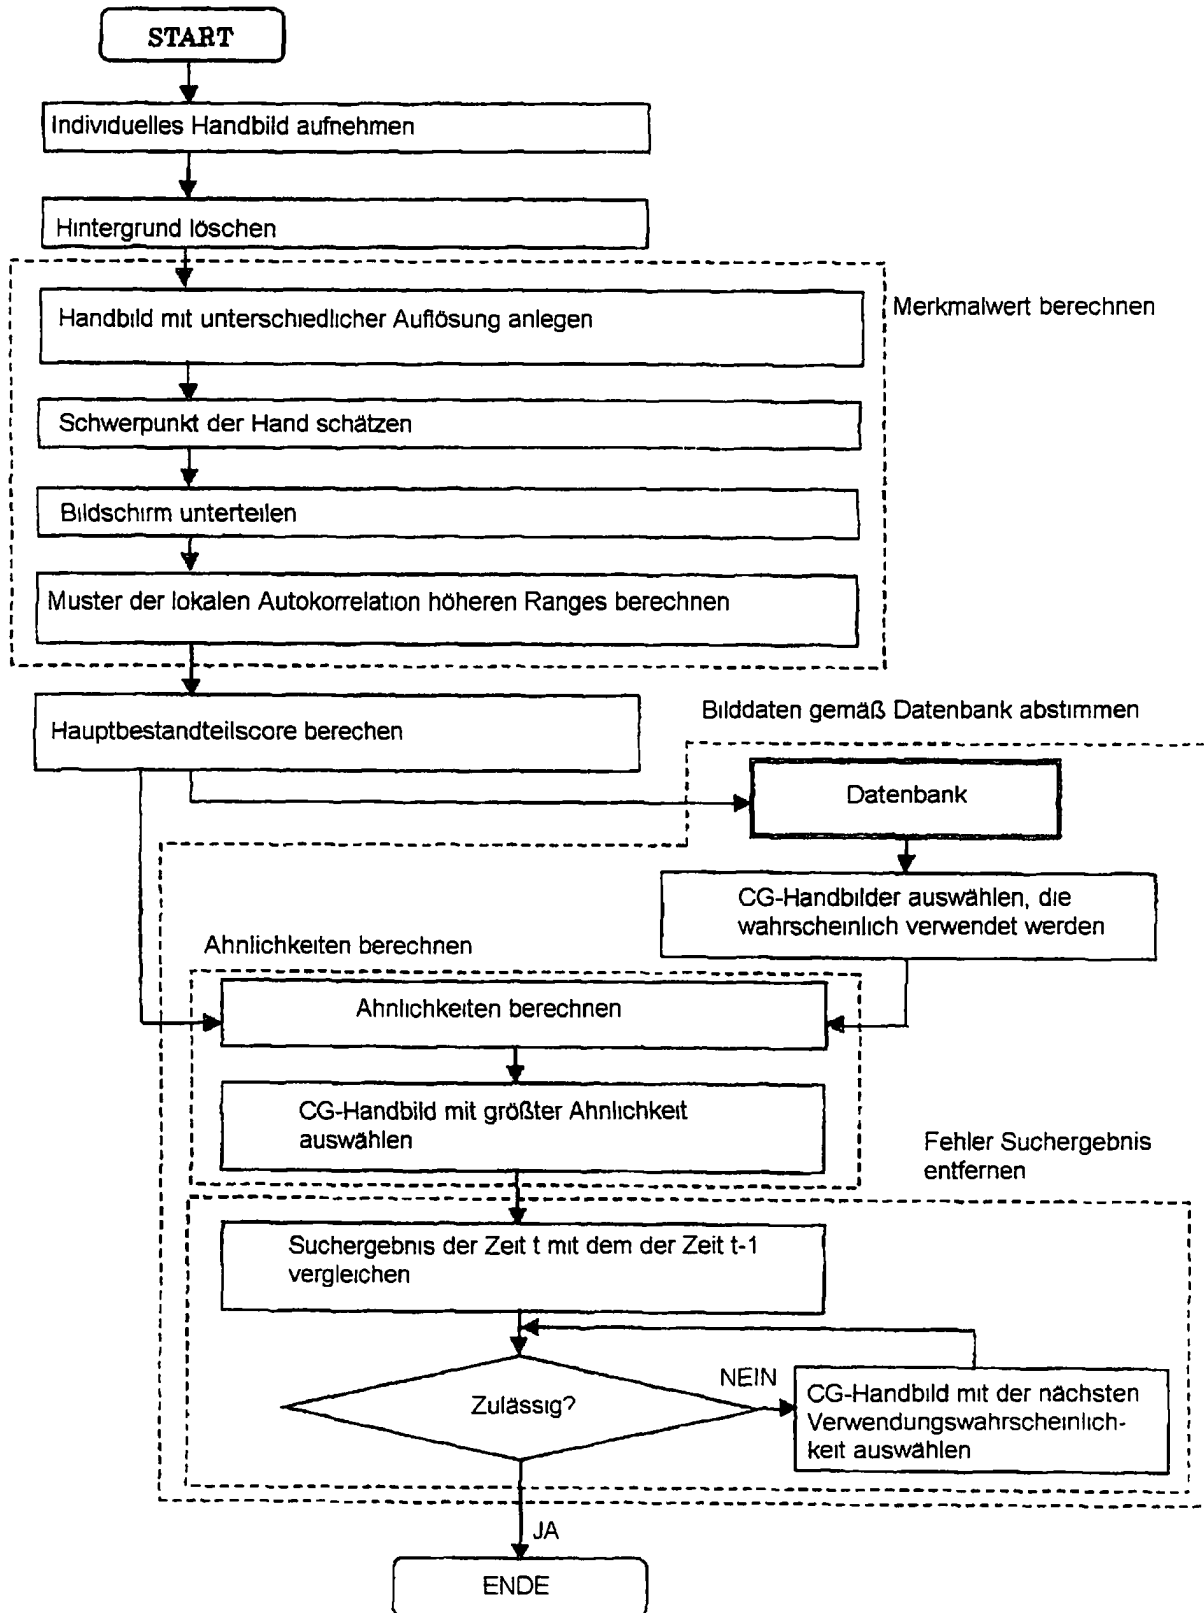 START
Individuelles Handbild aufnehmen
Hintergrund löschen
Merkmalwert berechnen
Handbild mit unterschiedlicher Auflösung anlegen
Schwerpunkt der Hand schätzen
Bildschirm unterteilen
Muster der lokalen Autokorrelation höheren Ranges berechnen
Hauptbestandteilscore berechen
Bilddaten gemäß Datenbank abstimmen
Datenbank
CG-Handbilder auswählen, die
wahrscheinlich verwendet werden
Ahnlichkeiten berechnen
Ahnlichkeiten berechnen
CG-Handbild mit größter Ahnlichkeit
auswählen
Fehler Suchergebnis
entfernen
Suchergebnis der Zeit t mit dem der Zeit t-1
vergleichen
Zulässig?
NEIN
CG-Handbild mit der nächsten
Verwendungswahrscheinlich-
keit auswählen
JA
ENDE